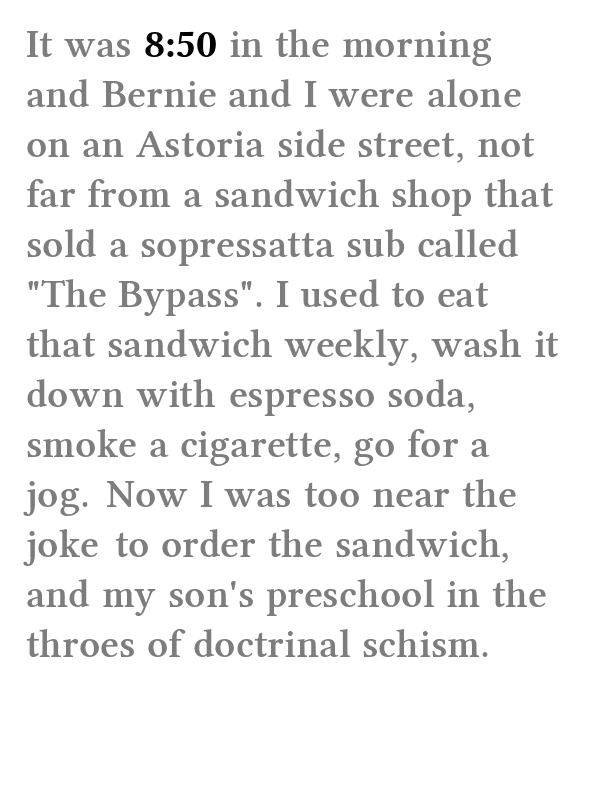 It was 8:50 in the morning
and Bernie and I were alone
on an Astoria side street, not
far from a sandwich shop that
sold a sopressatta sub called
"The Bypass". I used to eat
that sandwich weekly, wash it
down with espresso soda,
smoke a cigarette, go for a
jog. Now I was too near the
joke to order the sandwich,
and my son's preschool in the
throes of doctrinal schism.